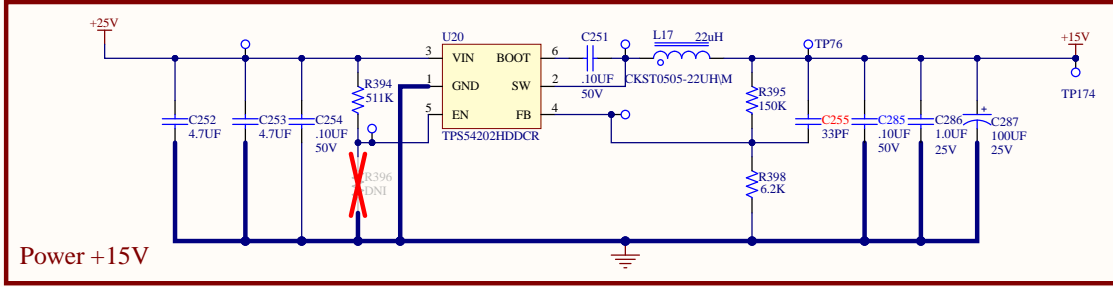 +25V
U20
C251
L17
22uH
TP76
+15V
3
VIN
BOOT
6
1
GND
SW
2
5
EN
FB
4
TPS54202HDDCR
.10UF
50V
CKST0505-22UH\M
TP174
R394
511K
R395
150K
C252
4.7UF
C253
4.7UF
C254
.10UF
50V
C255
33PF
C285
.10UF
50V
C286
1.0UF
25V
+
C287
100UF
25V
R396
DNI
R398
6.2K
Power +15V